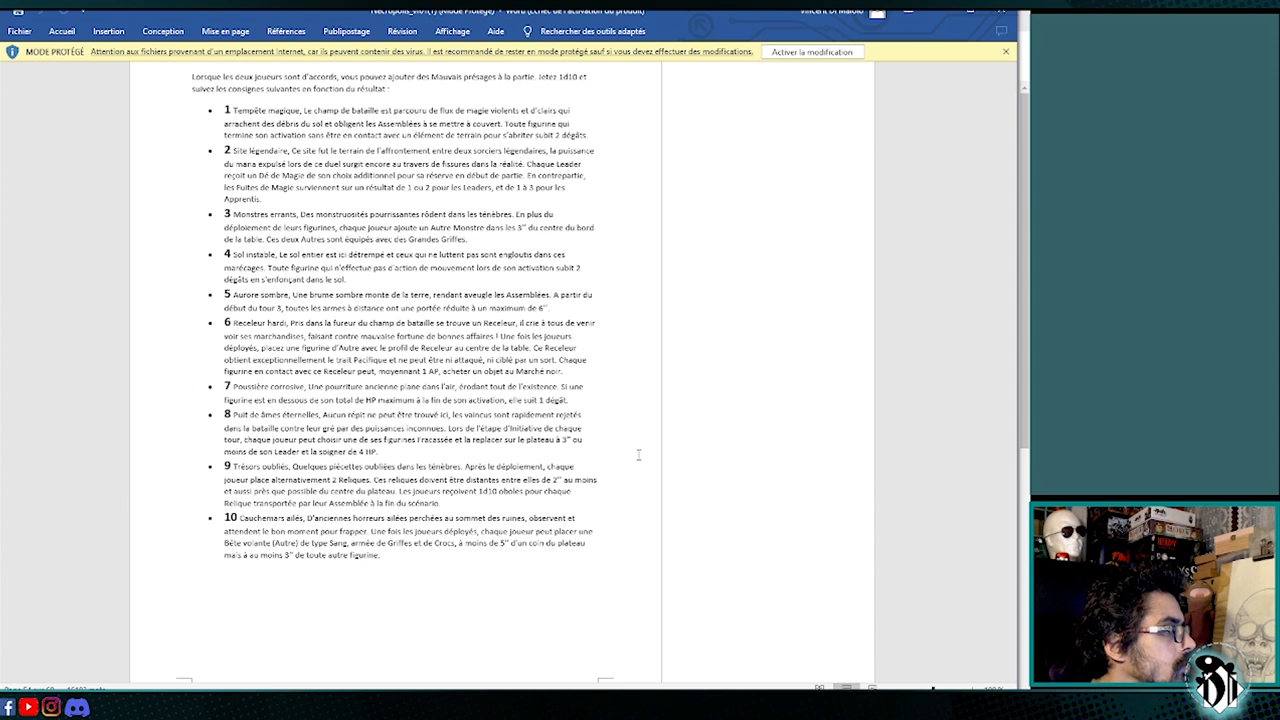 Necropolis_v161(1) (Mode Protégé) - Word (Échec de l'activation du produit)
Vincent Di Maiolo
Fichier Accueil Insertion Conception Mise en page Références Publipostage Révision Affichage Aide Rechercher des outils adaptés
MODE PROTÉGÉ Attention aux fichiers provenant d'un emplacement Internet, car ils peuvent contenir des virus. Il est recommandé de rester en mode protégé sauf si vous devez effectuer des modifications. Activer la modification
Lorsque les deux joueurs sont d'accords, vous pouvez ajouter des Mauvais présages à la partie. Jetez 1d10 et
suivez les consignes suivantes en fonction du résultat :
• 1 Tempête magique, Le champ de bataille est parcouru de flux de magie violents et d'clairs qui
arrachent des débris du sol et obligent les Assemblées à se mettre à couvert. Toute figurine qui
termine son activation sans être en contact avec un élément de terrain pour s'abriter subit 2 dégâts.
• 2 Site légendaire, Ce site fut le terrain de l'affrontement entre deux sorciers légendaires, la puissance
du mana expulsé lors de ce duel surgit encore au travers de fissures dans la réalité. Chaque Leader
reçoit un Dé de Magie de son choix additionnel pour sa réserve en début de partie. En contrepartie,
les Fuites de Magie surviennent sur un résultat de 1 ou 2 pour les Leaders, et de 1 à 3 pour les
Apprentis.
• 3 Monstres errants, Des monstruosités pourrissantes rôdent dans les ténèbres. En plus du
déploiement de leurs figurines, chaque joueur ajoute un Autre Monstre dans les 3'' du centre du bord
de la table. Ces deux Autres sont équipés avec des Grandes Griffes.
• 4 Sol instable, Le sol entier est ici détrempé et ceux qui ne luttent pas sont engloutis dans ces
marécages. Toute figurine qui n'effectue pas d'action de mouvement lors de son activation subit 2
dégâts en s'enfonçant dans le sol.
• 5 Aurore sombre, Une brume sombre monte de la terre, rendant aveugle les Assemblées. A partir du
début du tour 3, toutes les armes à distance ont une portée réduite à un maximum de 6''.
• 6 Receleur hardi, Pris dans la fureur du champ de bataille se trouve un Receleur, il crie à tous de venir
voir ses marchandises, faisant contre mauvaise fortune de bonnes affaires ! Une fois les joueurs
déployés, placez une figurine d'Autre avec le profil de Receleur au centre de la table. Ce Receleur
obtient exceptionnellement le trait Pacifique et ne peut être ni attaqué, ni ciblé par un sort. Chaque
figurine en contact avec ce Receleur peut, moyennant 1 AP, acheter un objet au Marché noir.
• 7 Poussière corrosive, Une pourriture ancienne plane dans l'air, érodant tout de l'existence. Si une
figurine est en dessous de son total de HP maximum à la fin de son activation, elle suit 1 dégât.
• 8 Puit de âmes éternelles, Aucun répit ne peut être trouvé ici, les vaincus sont rapidement rejetés
dans la bataille contre leur gré par des puissances inconnues. Lors de l'étape d'Initiative de chaque
tour, chaque joueur peut choisir une de ses figurines Fracassée et la replacer sur le plateau à 3'' ou
moins de son Leader et la soigner de 4 HP.
• 9 Trésors oubliés, Quelques piècettes oubliées dans les ténèbres. Après le déploiement, chaque
joueur place alternativement 2 Reliques. Ces reliques doivent être distantes entre elles de 2'' au moins
et aussi près que possible du centre du plateau. Les joueurs reçoivent 1d10 oboles pour chaque
Relique transportée par leur Assemblée à la fin du scénario.
• 10 Cauchemars ailés, D'anciennes horreurs ailées perchées au sommet des ruines, observent et
attendent le bon moment pour frapper. Une fois les joueurs déployés, chaque joueur peut placer une
Bête volante (Autre) de type Sang, armée de Griffes et de Crocs, à moins de 5'' d'un coin du plateau
mais à au moins 3'' de toute autre figurine.